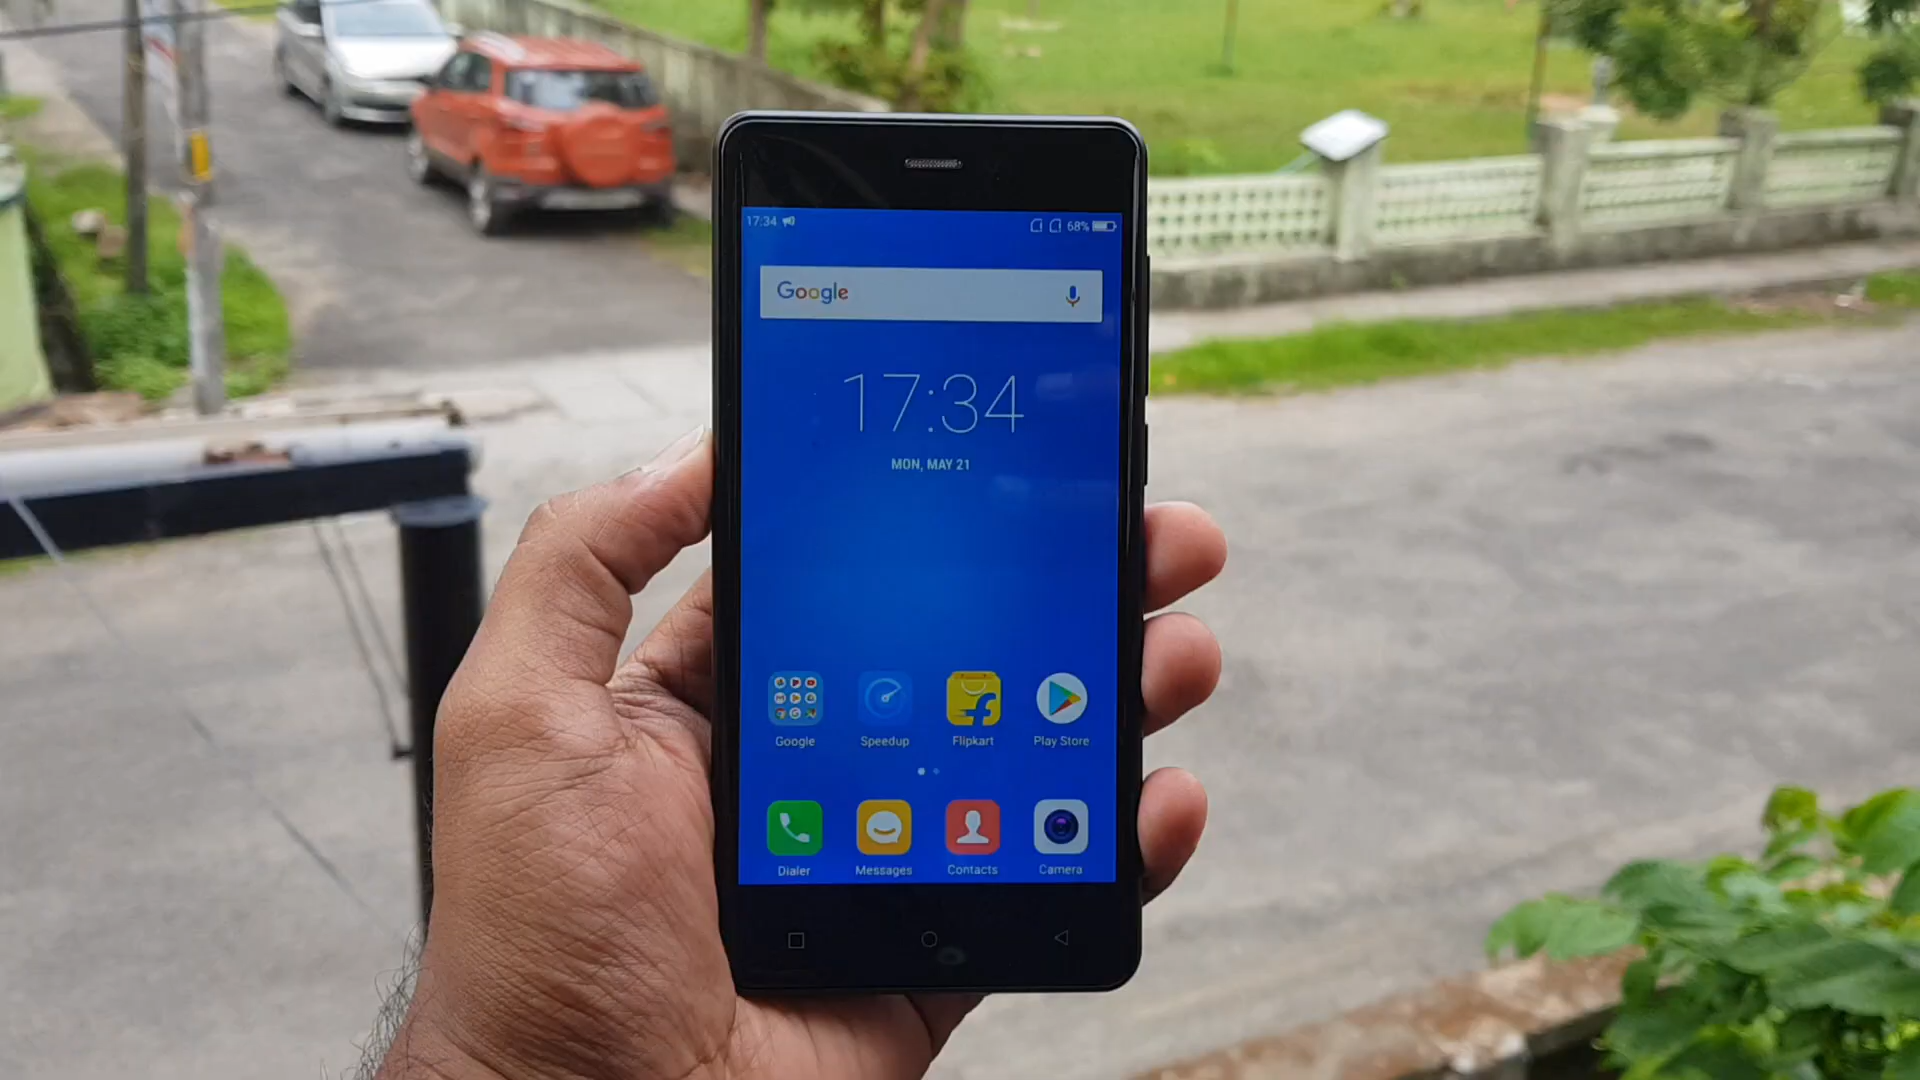 17:34
68%
Google
17:34
MON, MAY 21
Google
Speedup
Flipkart
Play Store
Dialer
Messages
Contacts
Camera